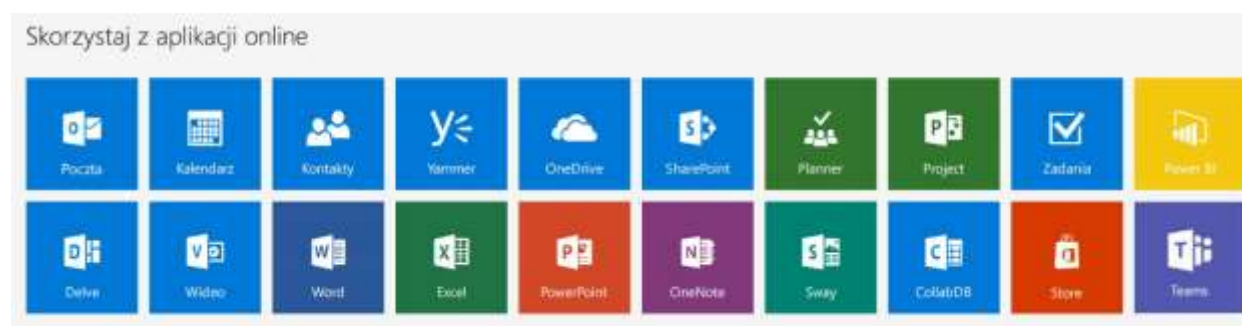 Skorzystaj z aplikacji online
Poczta Kalendarz Kontakty Yammer OneDrive SharePoint Planner Project Zadania Power BI
Delve Wideo Word Excel PowerPoint OneNote Sway CollabDB Store Teams